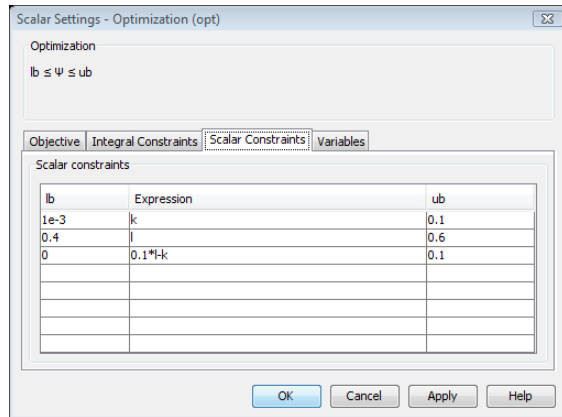 Scalar Settings - Optimization (opt)
Optimization
lb ≤ Ψ ≤ ub
Objective Integral Constraints Scalar Constraints Variables
Scalar constraints
lb Expression ub
1e-3 k 0.1
0.4 l 0.6
0 0.1*l-k 0.1
OK Cancel Apply Help